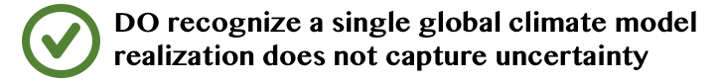 DO recognize a single global climate model
realization does not capture uncertainty